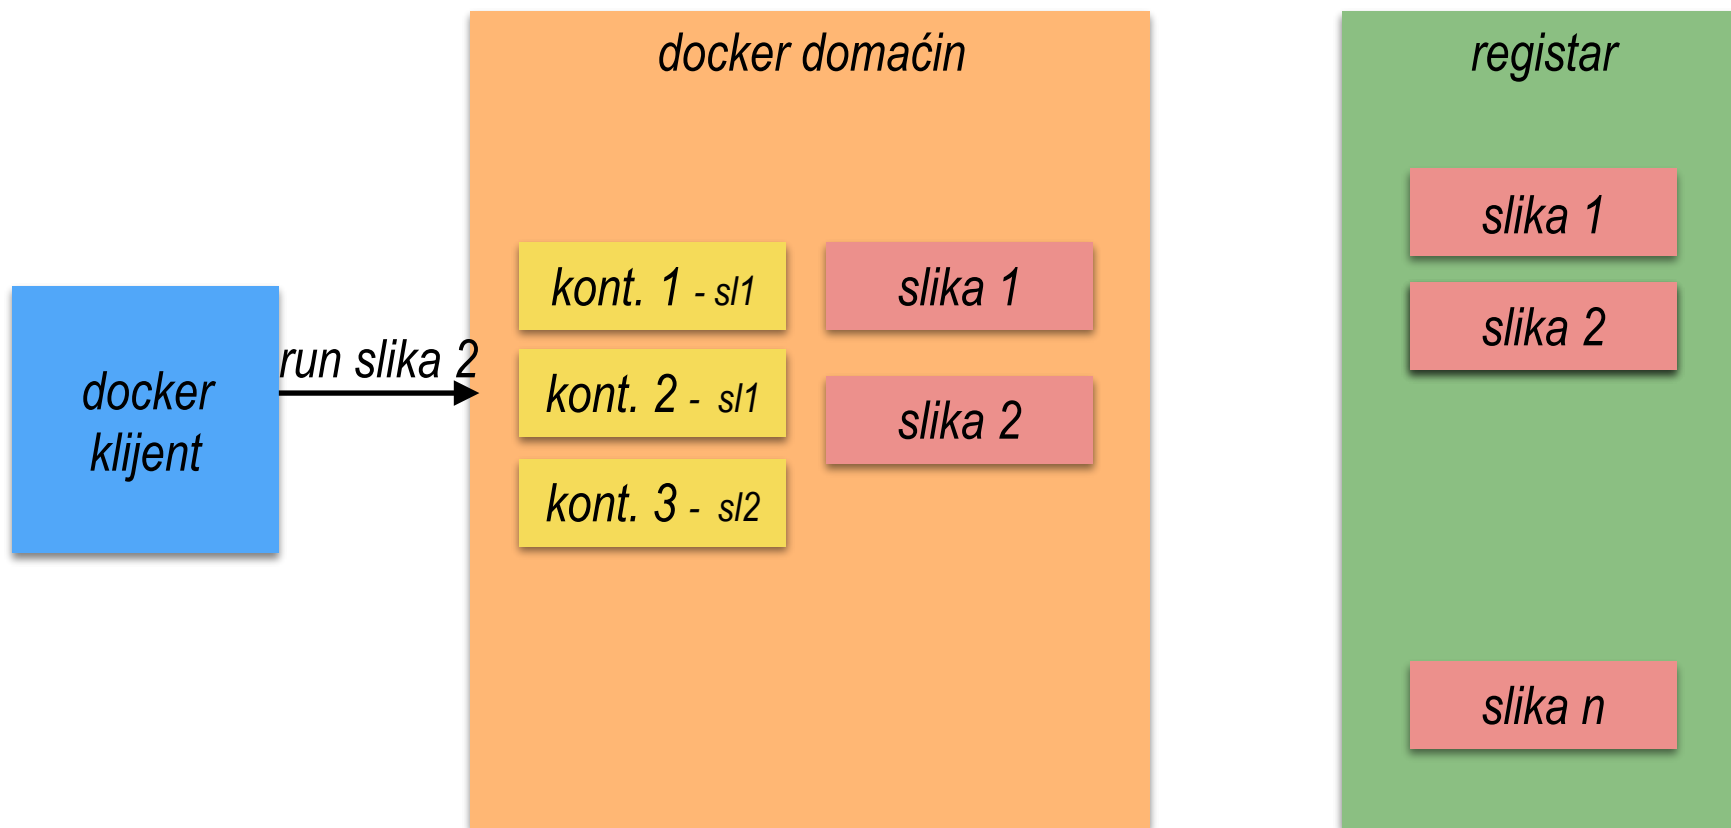 docker domaćin
registar
docker
klijent
run slika 2
kont. 1 - sl1
kont. 2 - sl1
kont. 3 - sl2
slika 1
slika 2
slika 1
slika 2
slika n